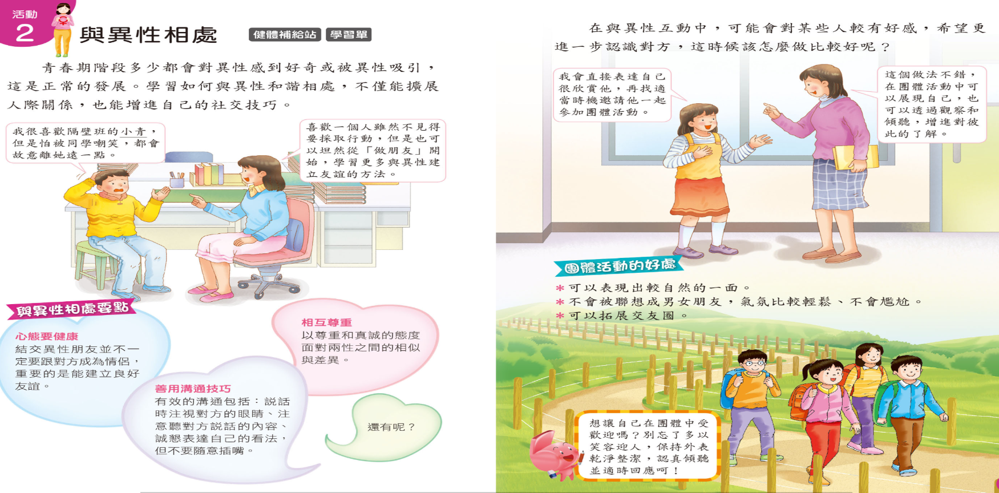 活動
2
與異性相處
健體補給站 學習單
青春期階段多少都會對異性感到好奇或被異性吸引，
這是正常的發展。學習如何與異性和諧相處，不僅能擴展
人際關係，也能增進自己的社交技巧。
我很喜歡隔壁班的小青，
但是怕被同學嘲笑，都會
故意離她遠一點。
喜歡一個人雖然不見得
要採取行動，但是也可
以坦然從「做朋友」開
始，學習更多與異性建
立友誼的方法。
與異性相處要點
心態要健康
結交異性朋友並不一
定要跟對方成為情侶，
重要的是能建立良好
友誼。
善用溝通技巧
有效的溝通包括：說話
時注視對方的眼睛、注
意聽對方說話的內容、
誠懇表達自己的看法，
但不要隨意插嘴。
相互尊重
以尊重和真誠的態度
面對兩性之間的相似
與差異。
還有呢？
在與異性互動中，可能會對某些人較有好感，希望更
進一步認識對方，這時候該怎麼做比較好呢？
我會直接表達自己
很欣賞他，再找適
當時機邀請他一起
參加團體活動。
這個做法不錯，
在團體活動中可
以展現自己，也
可以透過觀察和
傾聽，增進對彼
此的了解。
團體活動的好處
＊可以表現出較自然的一面。
＊不會被聯想成男女朋友，氣氛比較輕鬆、不會尷尬。
＊可以拓展交友圈。
想讓自己在團體中受
歡迎嗎？別忘了多以
笑容迎人，保持外表
乾淨整潔，認真傾聽
並適時回應呵！